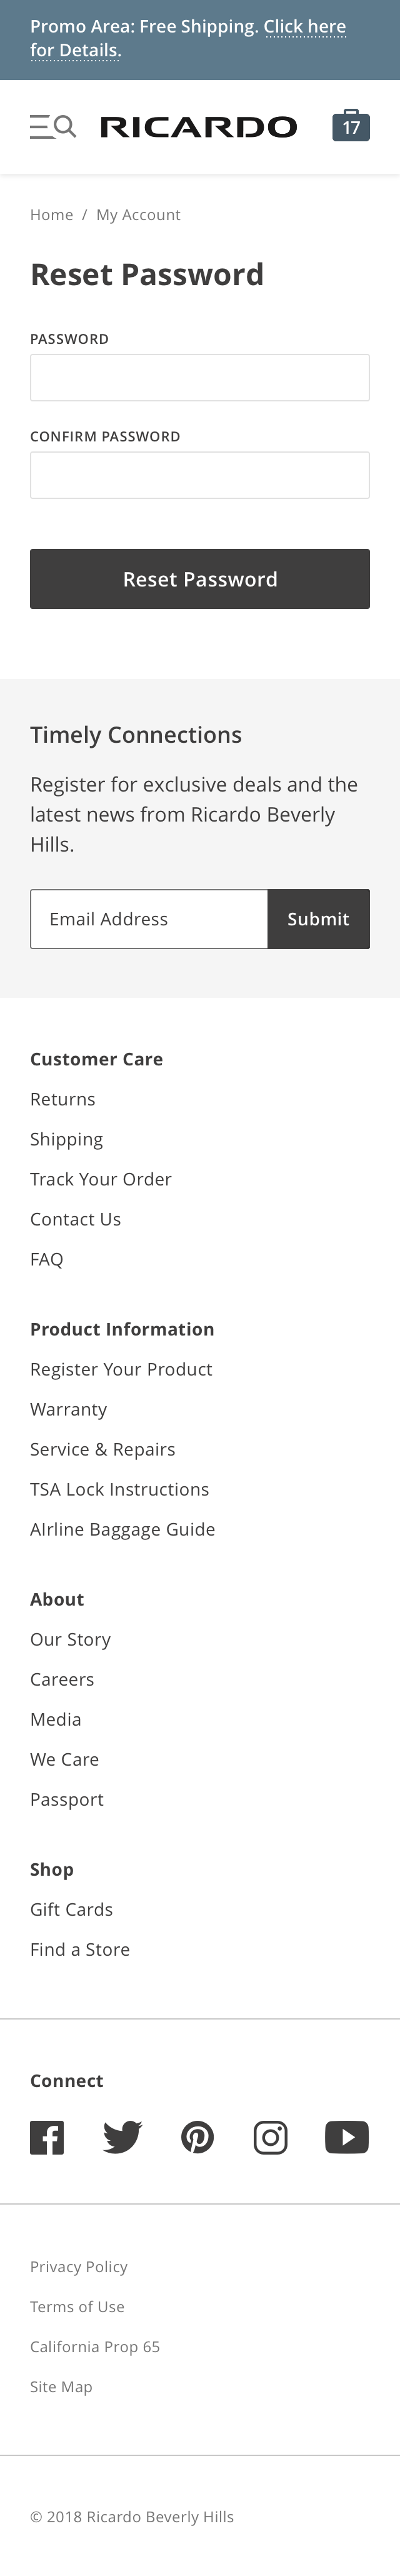 Promo Area: Free Shipping. Click here
for Details.
RICARDO
17
Home / My Account
Reset Password
PASSWORD
CONFIRM PASSWORD
Reset Password
Timely Connections
Register for exclusive deals and the
latest news from Ricardo Beverly
Hills.
Email Address
Submit
Customer Care
Returns
Shipping
Track Your Order
Contact Us
FAQ
Product Information
Register Your Product
Warranty
Service & Repairs
TSA Lock Instructions
AIrline Baggage Guide
About
Our Story
Careers
Media
We Care
Passport
Shop
Gift Cards
Find a Store
Connect
Privacy Policy
Terms of Use
California Prop 65
Site Map
© 2018 Ricardo Beverly Hills